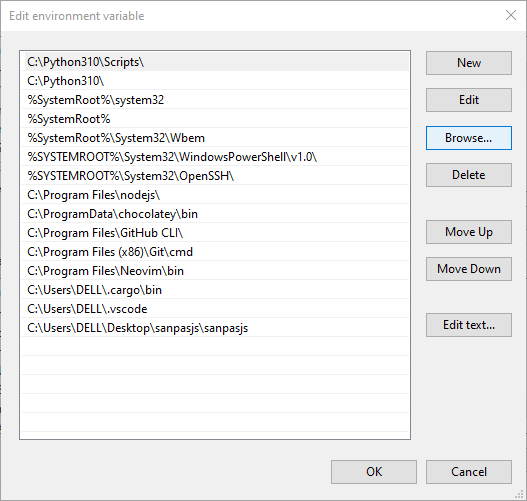 Edit environment variable
C:\Python310\Scripts\
C:\Python310\
%SystemRoot%\system32
%SystemRoot%
%SystemRoot%\System32\Wbem
%SYSTEMROOT%\System32\WindowsPowerShell\v1.0\
%SYSTEMROOT%\System32\OpenSSH\
C:\Program Files\nodejs\
C:\ProgramData\chocolatey\bin
C:\Program Files\GitHub CLI\
C:\Program Files (x86)\Git\cmd
C:\Program Files\Neovim\bin
C:\Users\DELL\.cargo\bin
C:\Users\DELL\.vscode
C:\Users\DELL\Desktop\sanpasjs\sanpasjs
New
Edit
Browse...
Delete
Move Up
Move Down
Edit text...
OK
Cancel